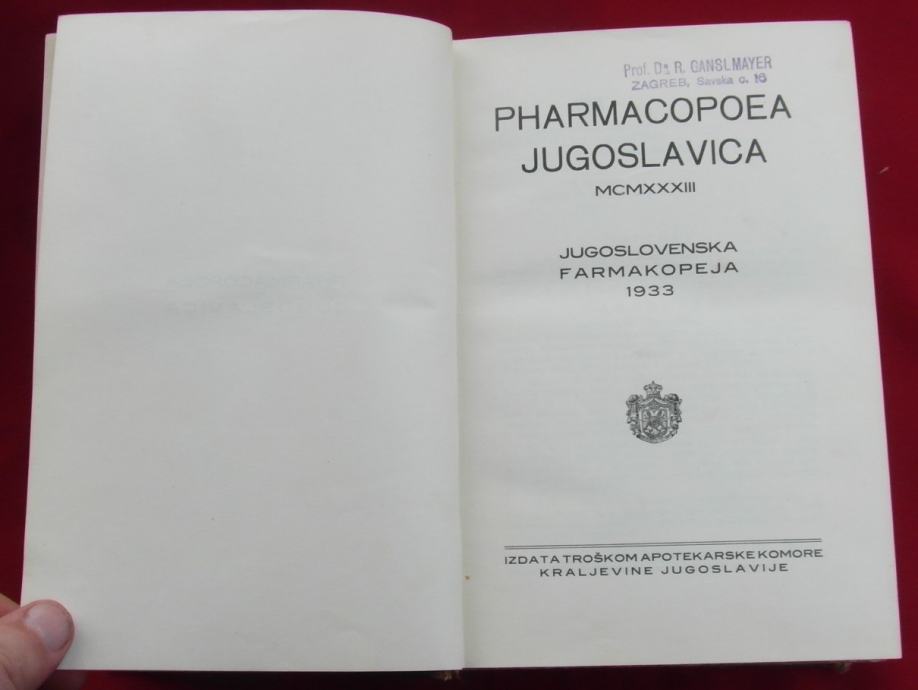 Prof. Dr. R. GANSLMAYER
ZAGREB, Savska c. 16
PHARMACOPOEA
JUGOSLAVICA
MCMXXXIII
JUGOSLOVENSKA
FARMAKOPEJA
1933
IZDATA TROŠKOM APOTEKARSKE KOMORE
KRALJEVINE JUGOSLAVIJE